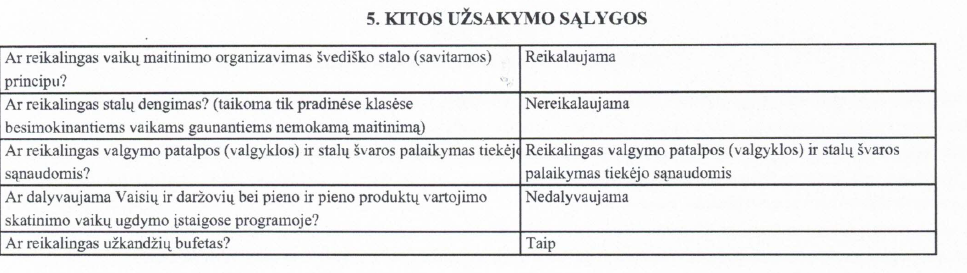 5. KITOS UŽSAKYMO SĄLYGOS
Ar reikalingas vaikų maitinimo organizavimas švediško stalo (savitarnos) principu?
Reikalaujama
Ar reikalingas stalų dengimas? (taikoma tik pradinėse klasėse besimokinantiems vaikams gaunantiems nemokamą maitinimą)
Nereikalaujama
Ar reikalingas valgymo patalpos (valgyklos) ir stalų švaros palaikymas tiekėjo sąnaudomis?
Reikalingas valgymo patalpos (valgyklos) ir stalų švaros palaikymas tiekėjo sąnaudomis
Ar dalyvaujama Vaisių ir daržovių bei pieno ir pieno produktų vartojimo skatinimo vaikų ugdymo įstaigose programoje?
Nedalyvaujama
Ar reikalingas užkandžių bufetas?
Taip